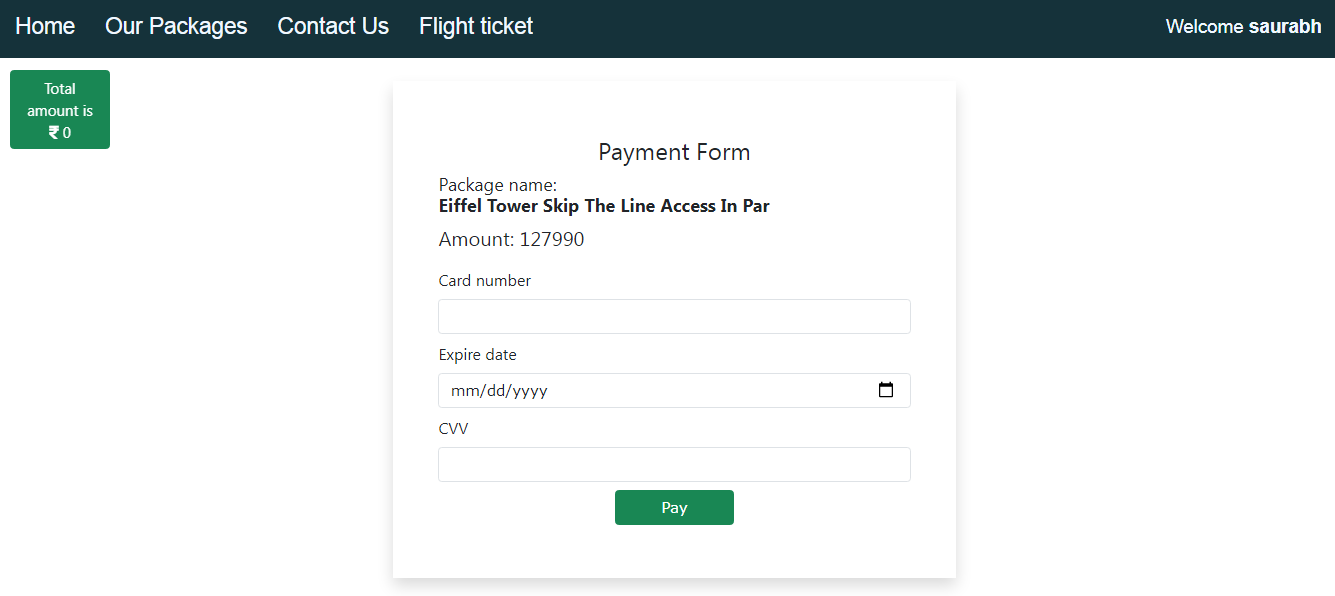 Home Our Packages Contact Us Flight ticket Welcome saurabh
Total
amount is
₹ 0
Payment Form
Package name:
Eiffel Tower Skip The Line Access In Par
Amount: 127990
Card number
Expire date
mm/dd/yyyy
CVV
Pay